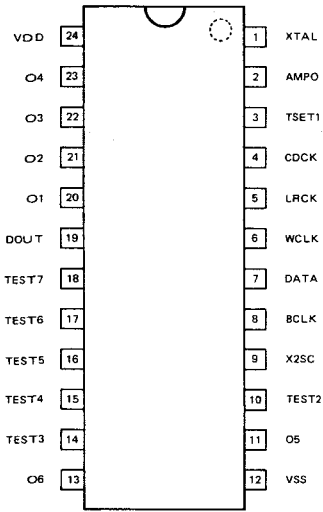 VDD 24 1 XTAL
O4 23 2 AMPO
O3 22 3 TSET1
O2 21 4 CDCK
O1 20 5 LRCK
DOUT 19 6 WCLK
TEST7 18 7 DATA
TEST6 17 8 BCLK
TEST5 16 9 X2SC
TEST4 15 10 TEST2
TEST3 14 11 O5
O6 13 12 VSS